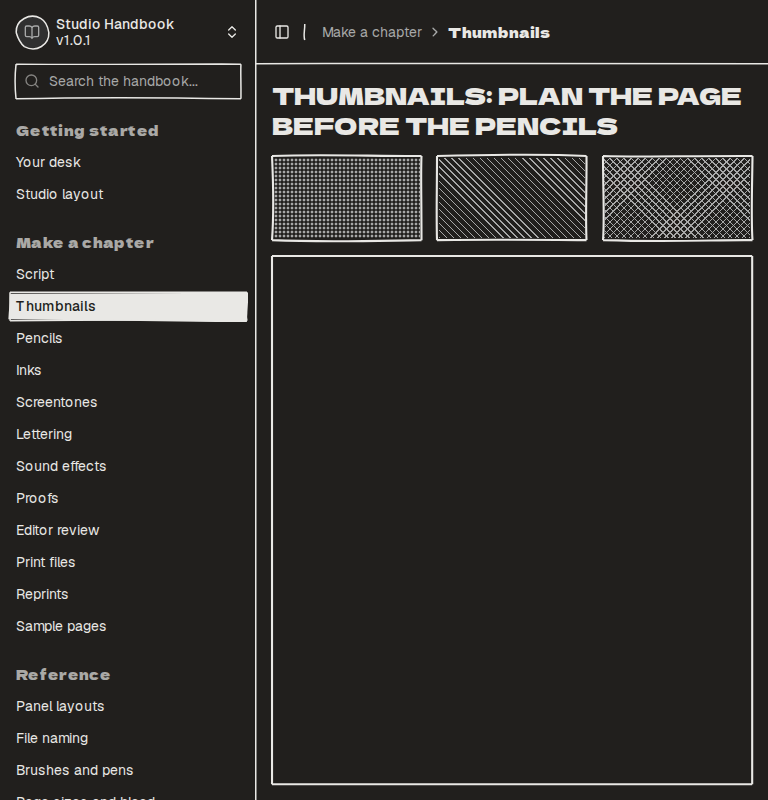 Studio Handbook
v1.0.1
Search the handbook...
Getting started
Your desk
Studio layout
Make a chapter
Script
Thumbnails
Pencils
Inks
Screentones
Lettering
Sound effects
Proofs
Editor review
Print files
Reprints
Sample pages
Reference
Panel layouts
File naming
Brushes and pens
Make a chapter > Thumbnails
THUMBNAILS: PLAN THE PAGE
BEFORE THE PENCILS